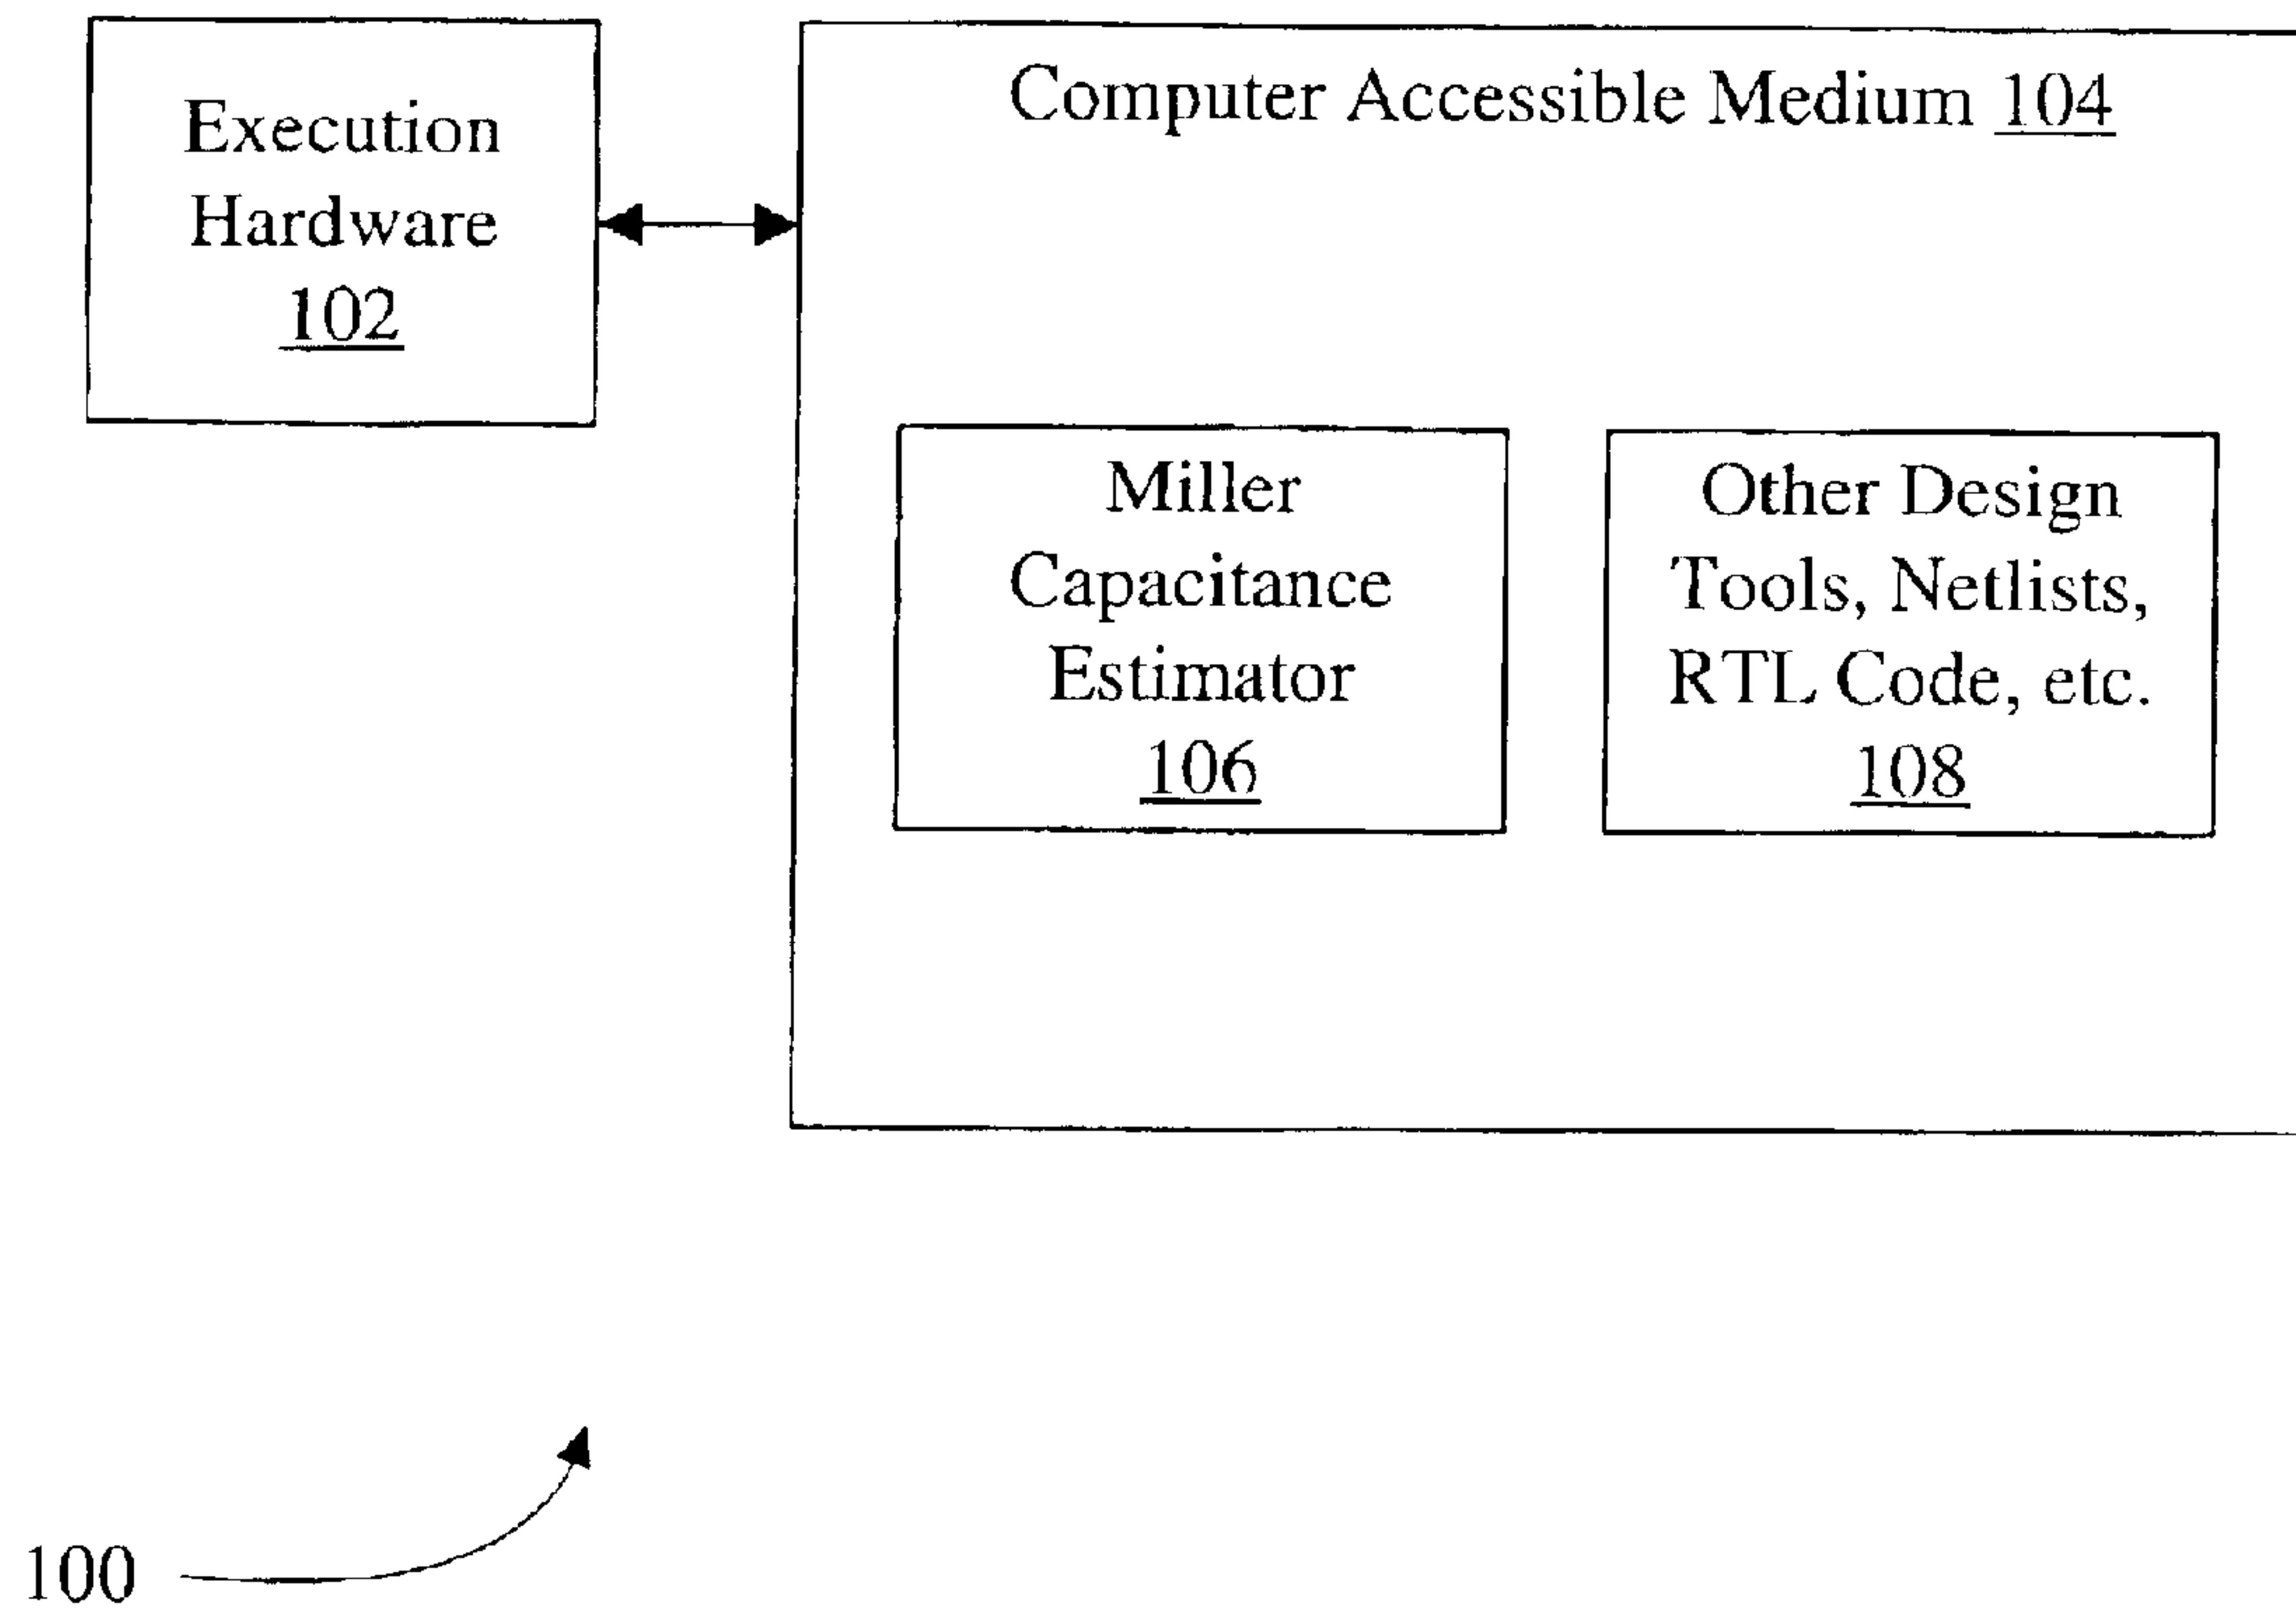 Execution
Hardware
102
Computer Accessible Medium 104
Miller
Capacitance
Estimator
106
Other Design
Tools, Netlists,
RTL Code, etc.
108
100